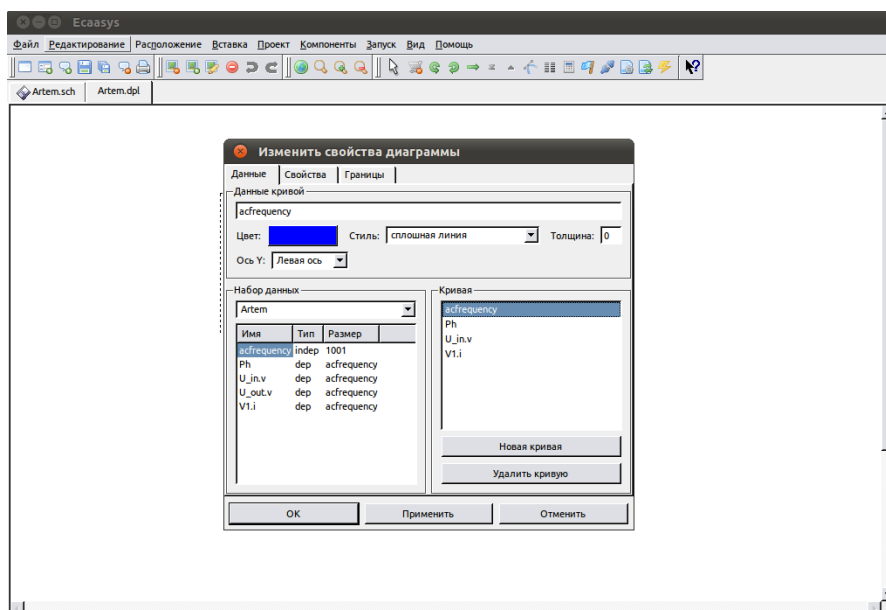 Ecaasys
Файл Редактирование Расположение Вставка Проект Компоненты Запуск Вид Помощь
Artem.sch Artem.dpl
Изменить свойства диаграммы
Данные Свойства Границы
Данные кривой
acfrequency
Цвет: Стиль: сплошная линия Толщина: 0
Ось Y: Левая ось
Набор данных
Artem
Имя Тип Размер
acfrequency indep 1001
Ph dep acfrequency
U_in.v dep acfrequency
U_out.v dep acfrequency
V1.i dep acfrequency
Кривая
acfrequency
Ph
U_in.v
V1.i
Новая кривая
Удалить кривую
OK Применить Отменить